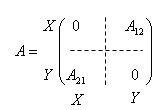 X 0 A12
A =
Y A21 0
X Y